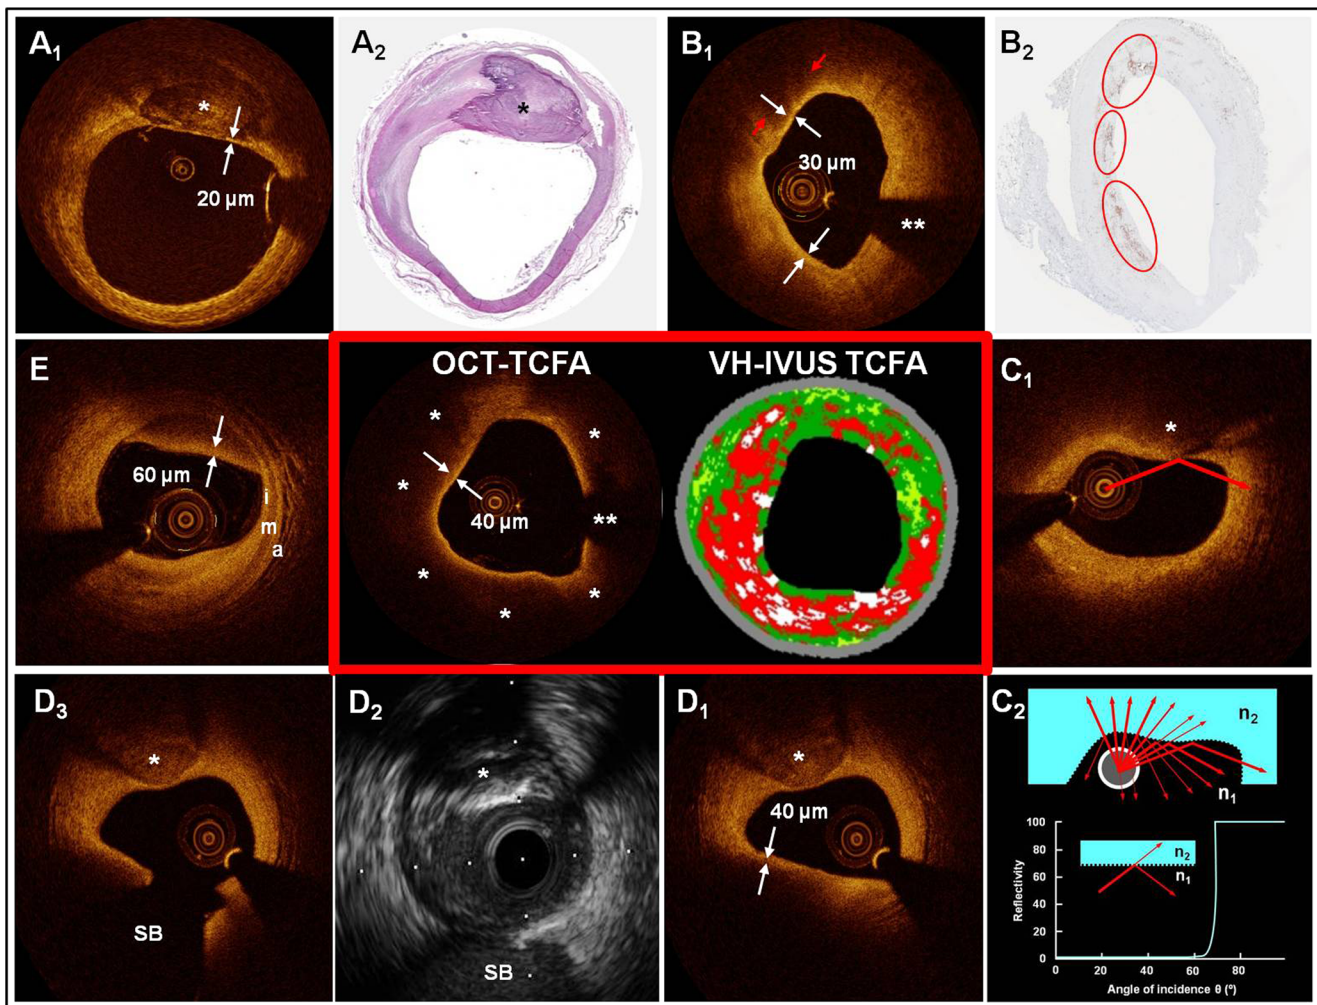 A1
*
20 µm
A2
*
B1
30 µm
**
B2
E
60 µm
i
m
a
OCT-TCFA
*
*
*
40 µm
**
*
*
*
VH-IVUS TCFA
C1
*
D3
*
SB
D2
*
SB
D1
*
40 µm
C2
n2
n1
100
80
60
40
20
0
Reflectivity
n2
n1
0 20 40 60 80
Angle of incidence θ (º)